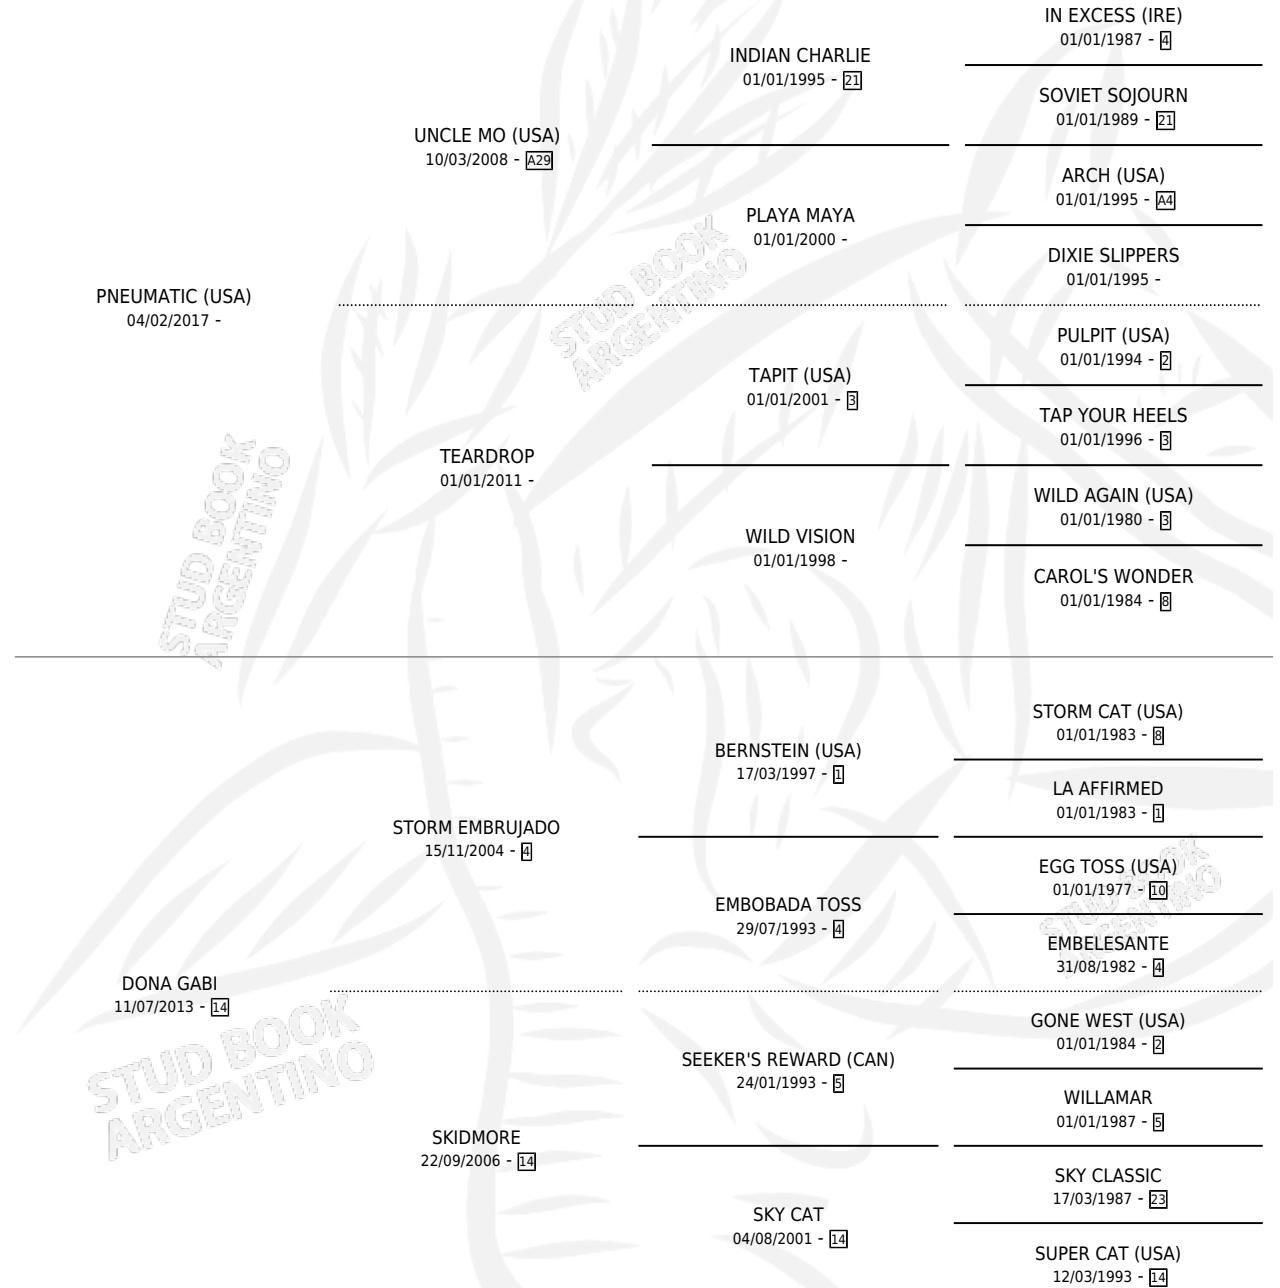 IN EXCESS (IRE)
01/01/1987 - 4
INDIAN CHARLIE
01/01/1995 - 21
SOVIET SOJOURN
01/01/1989 - 21
UNCLE MO (USA)
10/03/2008 - A29
ARCH (USA)
01/01/1995 - A4
PLAYA MAYA
01/01/2000 -
DIXIE SLIPPERS
01/01/1995 -
PNEUMATIC (USA)
04/02/2017 -
STUD BOOK
ARGENTINO
PULPIT (USA)
01/01/1994 - 2
TAPIT (USA)
01/01/2001 - 3
TAP YOUR HEELS
01/01/1996 - 3
TEARDROP
01/01/2011 -
WILD AGAIN (USA)
01/01/1980 - 3
WILD VISION
01/01/1998 -
CAROL'S WONDER
01/01/1984 - 8
STUD BOOK
ARGENTINO
STORM CAT (USA)
01/01/1983 - 8
BERNSTEIN (USA)
17/03/1997 - 1
LA AFFIRMED
01/01/1983 - 1
STORM EMBRUJADO
15/11/2004 - 4
EGG TOSS (USA)
01/01/1977 - 10
EMBOBADA TOSS
29/07/1993 - 4
EMBELESANTE
31/08/1982 - 4
STUD BOOK
ARGENTINO
DONA GABI
11/07/2013 - 14
STUD BOOK
ARGENTINO
GONE WEST (USA)
01/01/1984 - 2
SEEKER'S REWARD (CAN)
24/01/1993 - 5
WILLAMAR
01/01/1987 - 5
SKIDMORE
22/09/2006 - 14
SKY CLASSIC
17/03/1987 - 23
SKY CAT
04/08/2001 - 14
SUPER CAT (USA)
12/03/1993 - 14